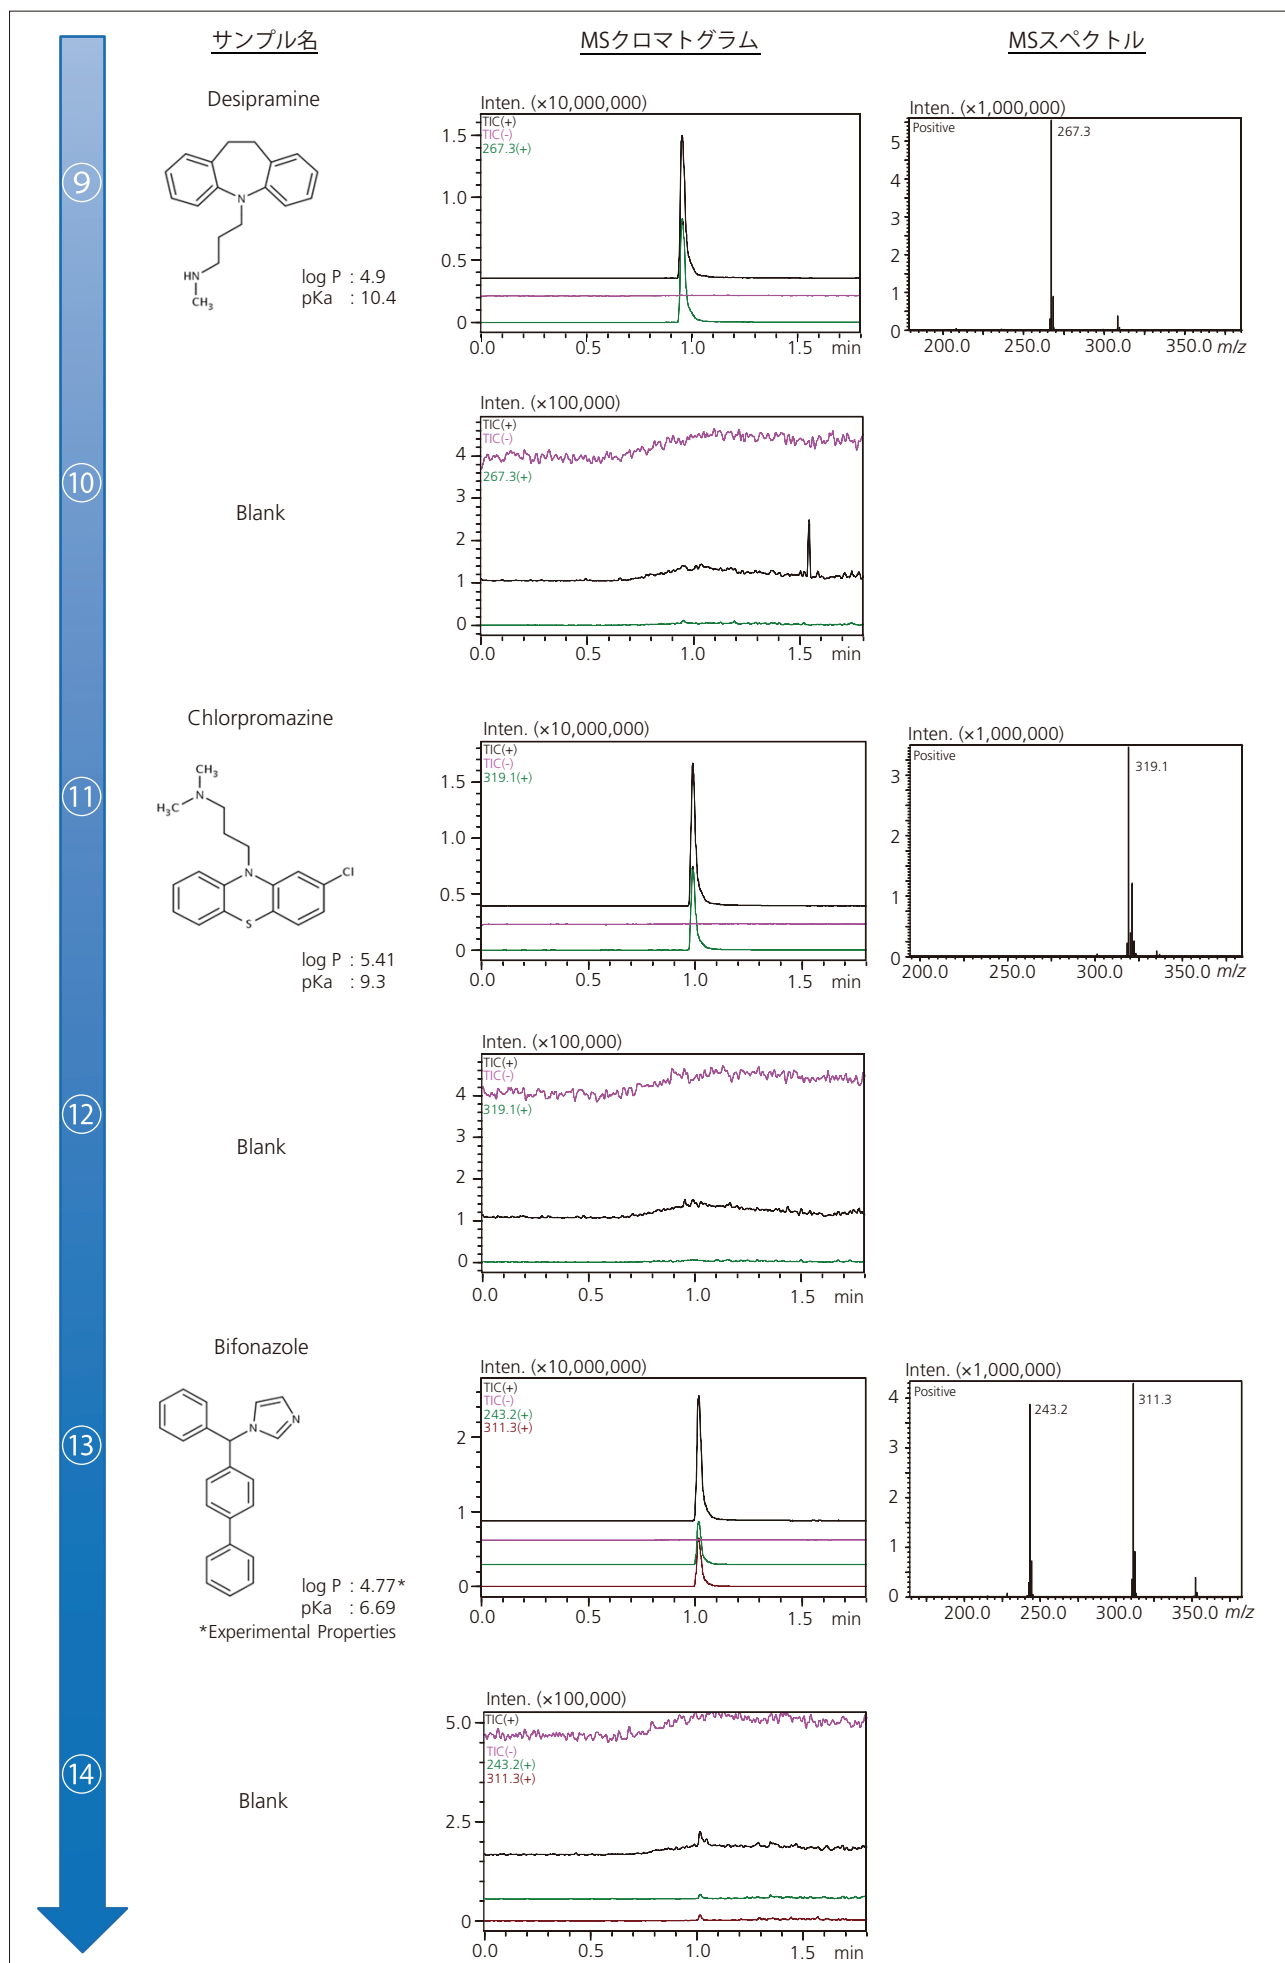 サンプル名
MSクロマトグラム
MSスペクトル
⑨
Desipramine
N
HN
CH₃
log P : 4.9
pKa : 10.4
Inten. (×10,000,000)
TIC(+)
TIC(-)
267.3(+)
1.5
1.0
0.5
0
0.0 0.5 1.0 1.5 min
Inten. (×1,000,000)
Positive
267.3
5
4
3
2
1
0
200.0 250.0 300.0 350.0 m/z
⑩
Blank
Inten. (×100,000)
TIC(+)
TIC(-)
267.3(+)
4
3
2
1
0
0.0 0.5 1.0 1.5 min
⑪
Chlorpromazine
CH₃
N
H₃C
N
Cl
S
log P : 5.41
pKa : 9.3
Inten. (×10,000,000)
TIC(+)
TIC(-)
319.1(+)
1.5
1.0
0.5
0
0.0 0.5 1.0 1.5 min
Inten. (×1,000,000)
Positive
319.1
3
2
1
0
200.0 250.0 300.0 350.0 m/z
⑫
Blank
Inten. (×100,000)
TIC(+)
TIC(-)
319.1(+)
4
3
2
1
0
0.0 0.5 1.0 1.5 min
⑬
Bifonazole
N
N
log P : 4.77*
pKa : 6.69
*Experimental Properties
Inten. (×10,000,000)
TIC(+)
TIC(-)
243.2(+)
311.3(+)
2
1
0
0.0 0.5 1.0 1.5 min
Inten. (×1,000,000)
Positive
243.2
311.3
4
3
2
1
0
200.0 250.0 300.0 350.0 m/z
⑭
Blank
Inten. (×100,000)
TIC(+)
TIC(-)
243.2(+)
311.3(+)
5.0
2.5
0
0.0 0.5 1.0 1.5 min